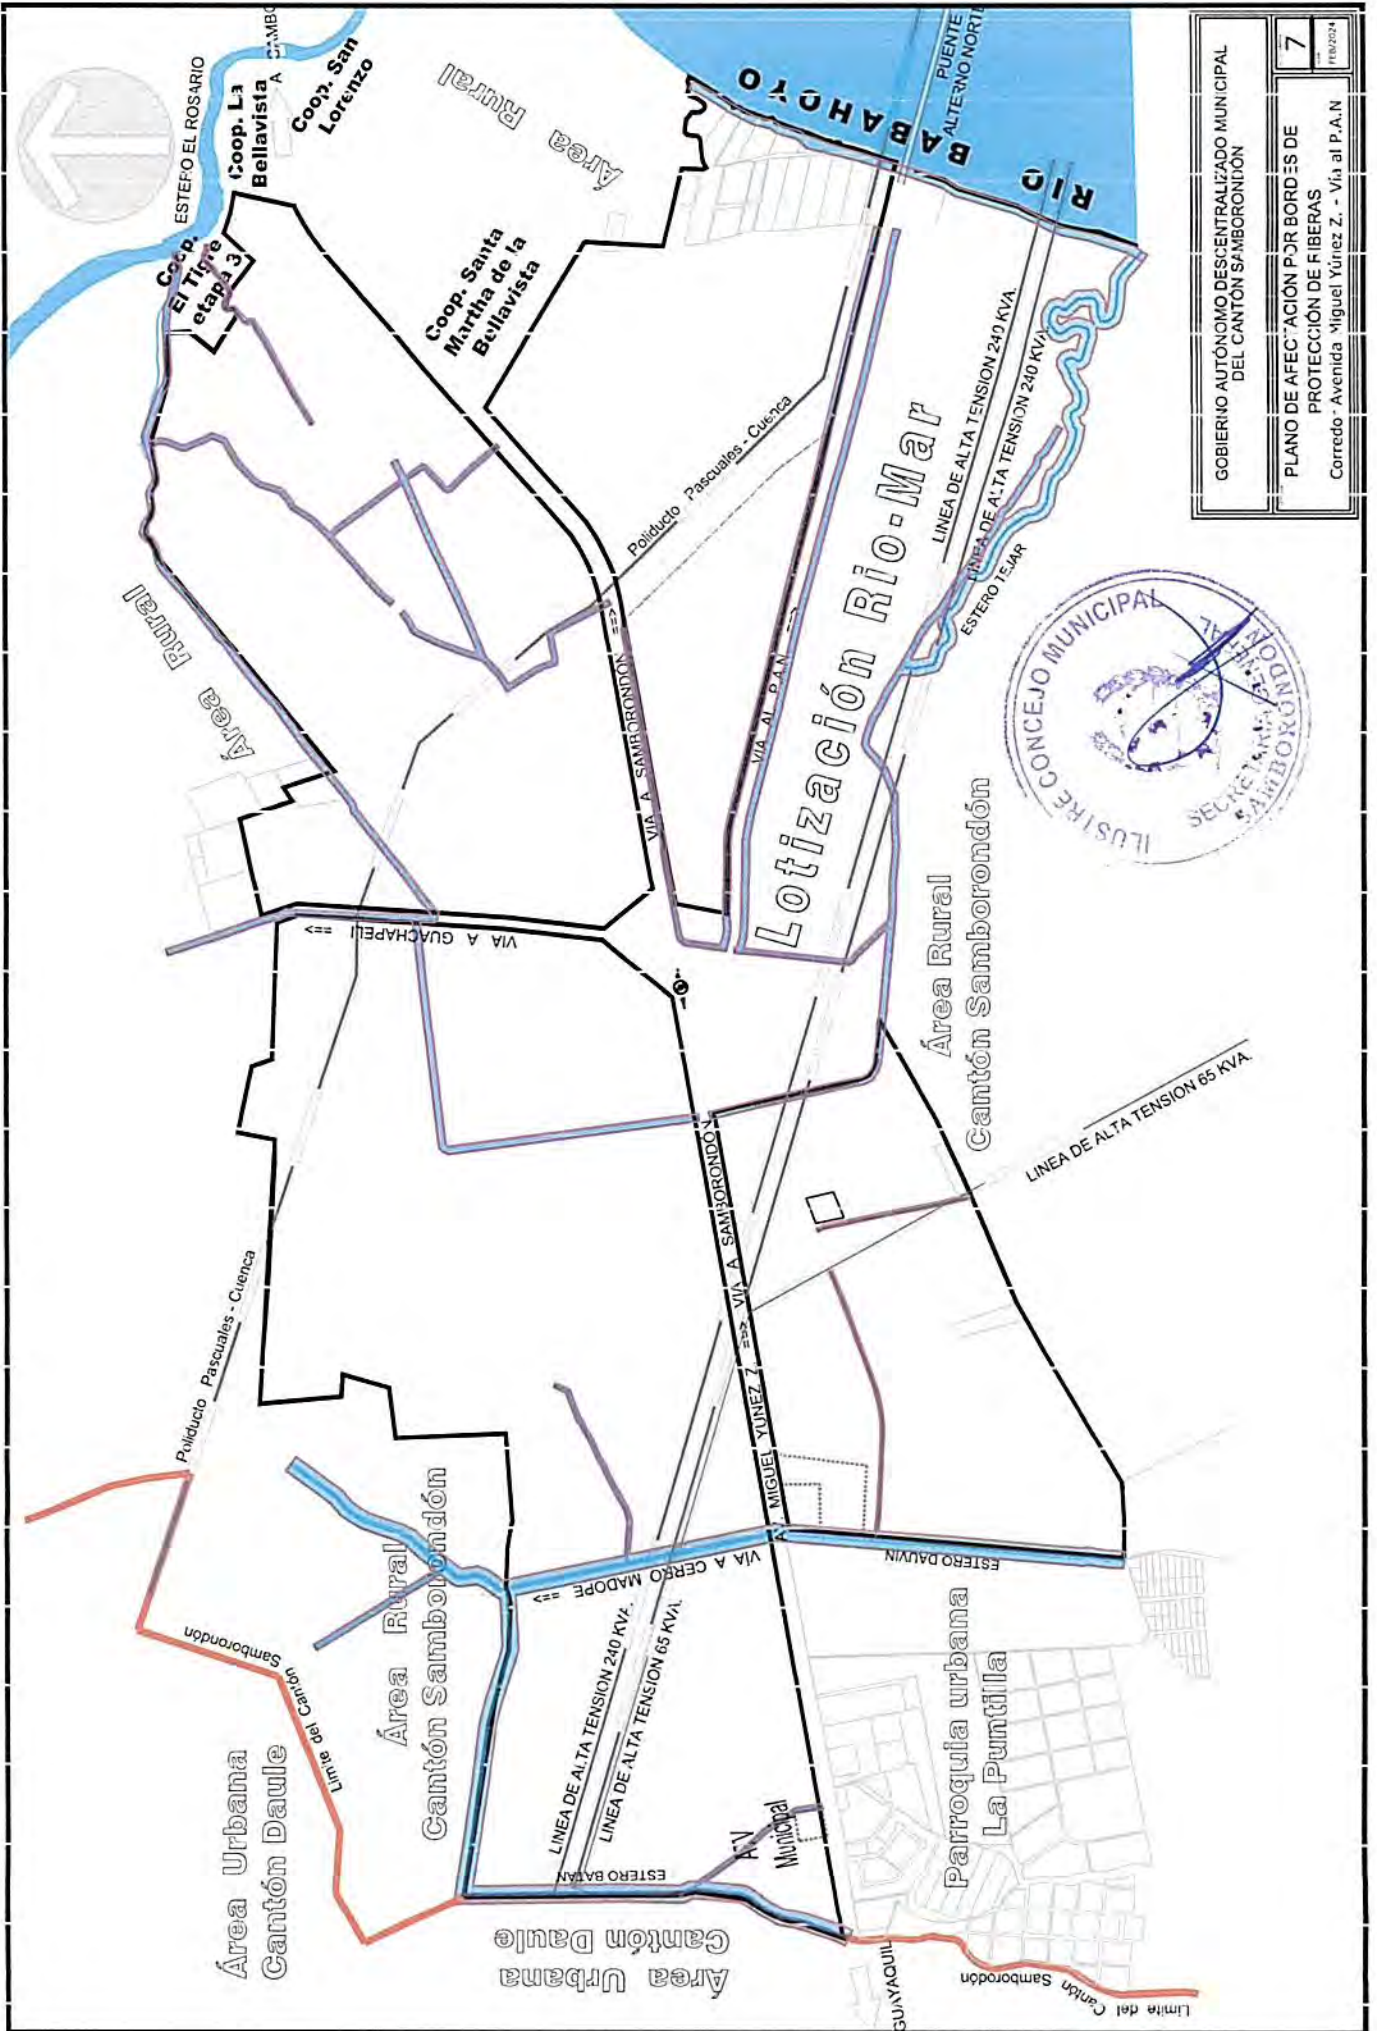 ESTERO EL ROSARIO
Coop. La
Bellavista
Coop. San
Lorenzo
Coop.
El Tigre
etapa 3
Coop. Santa
Martha de la
Bellavista
Área Rural
Área Rural
RIO BABAHOYO
PUENTE
ALTERNO NORTE
Poliducto Pascuales - Cuenca
VIA A SAMBORONDÓN ==>
VIA AL P.A.N ==>
Lotización Rio-Mar
LINEA DE ALTA TENSION 240 KVA.
LINEA DE ALTA TENSION 240 KVA.
ESTERO TEJAR
VIA A GUACHAPELI ==>
Área Rural
Cantón Samborondón
LINEA DE ALTA TENSION 65 KVA.
Poliducto Pascuales - Cuenca
AV. MIGUEL YUNEZ Z. ==> VIA A SAMBORONDÓN
VÍA A CERRO MADOPE ==>
ESTERO DAUVIN
Área Rural
Cantón Samborondón
Limite del Cantón Samborondón
Área Urbana
Cantón Daule
LINEA DE ALTA TENSION 240 KVA.
LINEA DE ALTA TENSION 65 KVA.
ESTERO BATAN
Municipal
Área Urbana
Cantón Daule
Parroquia urbana
La Puntilla
GUAYAQUIL
Limite del Cantón Samborodón
GOBIERNO AUTÓNOMO DESCENTRALIZADO MUNICIPAL
DEL CANTÓN SAMBORONDÓN
PLANO DE AFECTACIÓN POR BORDES DE
PROTECCIÓN DE RIBERAS
Corredor Avenida Miguel Yúnez Z. - Vía al P.A.N
7
FEB/2024
ILUSTRE CONCEJO MUNICIPAL
SAMBORONDÓN